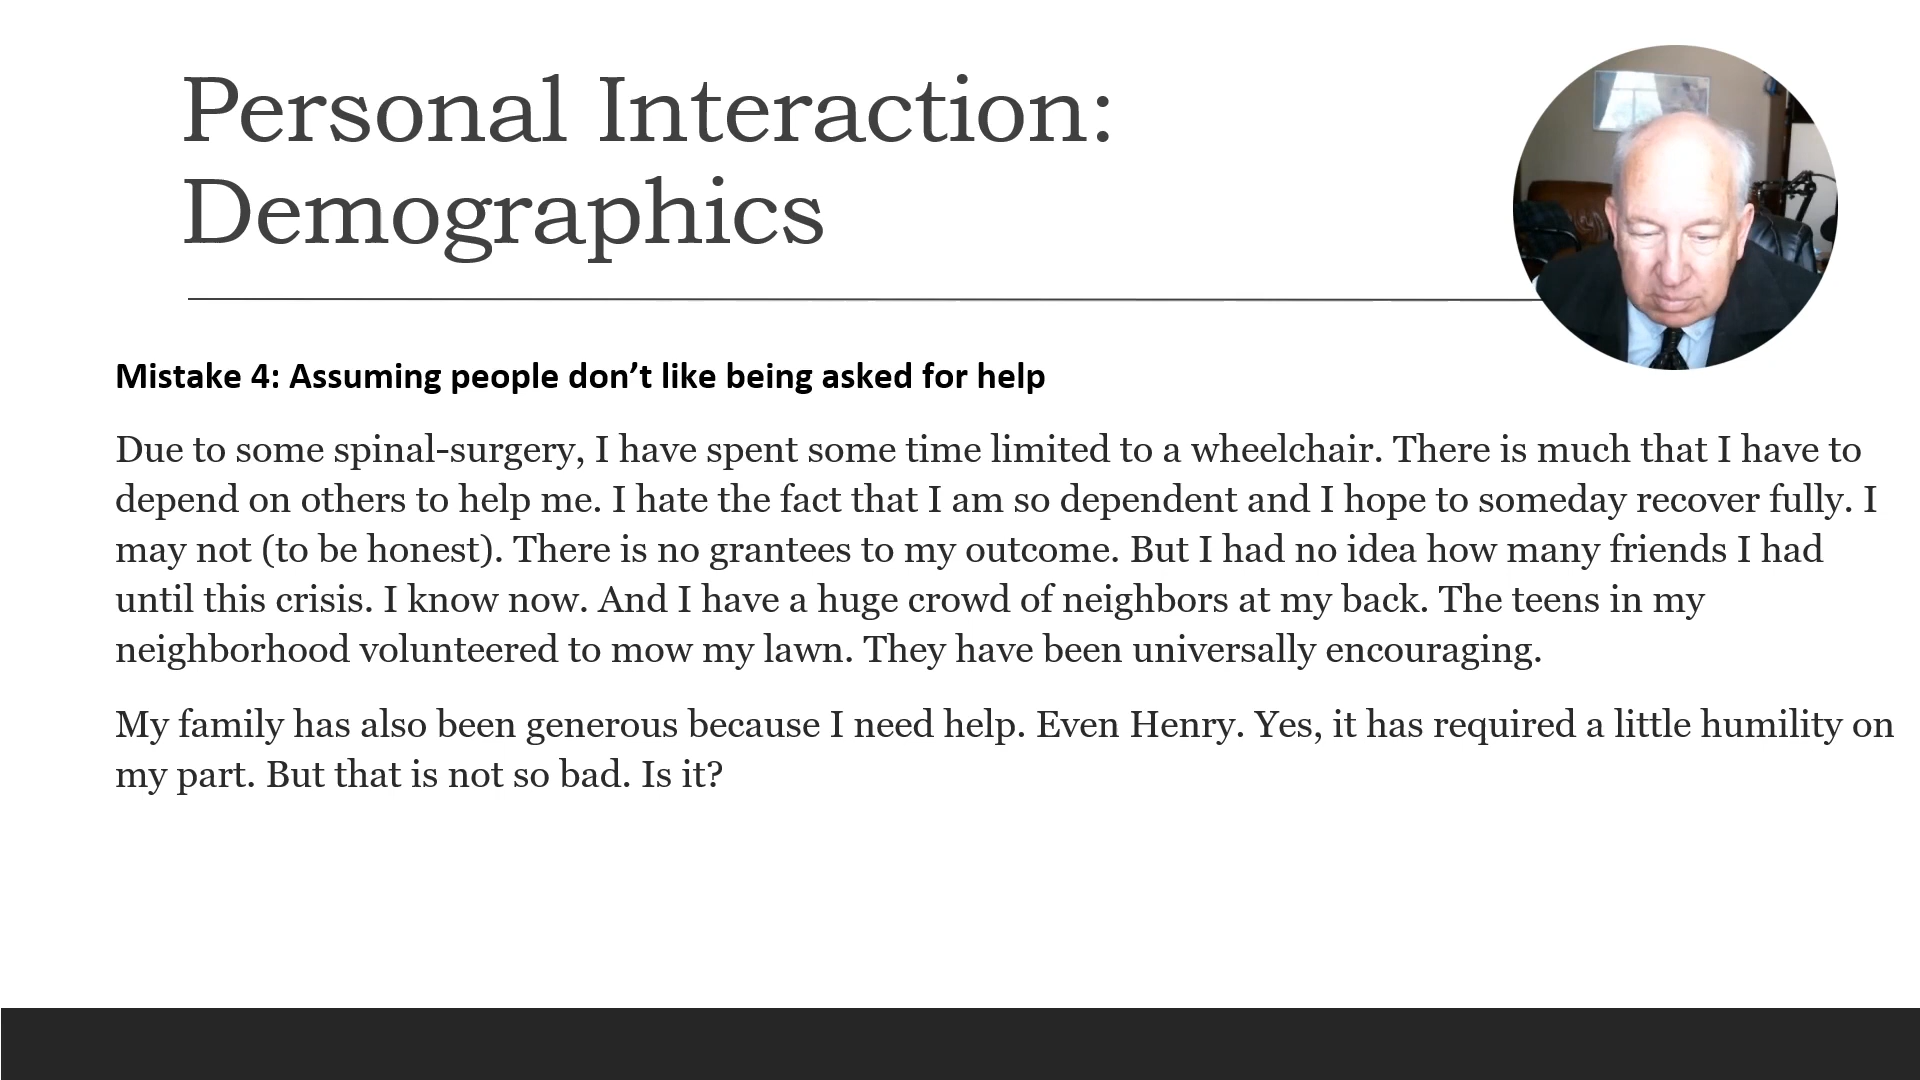 Personal Interaction:
Demographics
Mistake 4: Assuming people don’t like being asked for help
Due to some spinal-surgery, I have spent some time limited to a wheelchair. There is much that I have to
depend on others to help me. I hate the fact that I am so dependent and I hope to someday recover fully. I
may not (to be honest). There is no grantees to my outcome. But I had no idea how many friends I had
until this crisis. I know now. And I have a huge crowd of neighbors at my back. The teens in my
neighborhood volunteered to mow my lawn. They have been universally encouraging.
My family has also been generous because I need help. Even Henry. Yes, it has required a little humility on
my part. But that is not so bad. Is it?